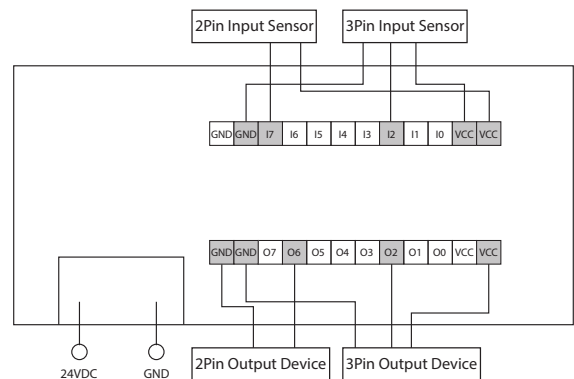 2Pin Input Sensor 3Pin Input Sensor
GND GND I7 I6 I5 I4 I3 I2 I1 I0 VCC VCC
GND GND O7 O6 O5 O4 O3 O2 O1 O0 VCC VCC
2Pin Output Device 3Pin Output Device
24VDC GND